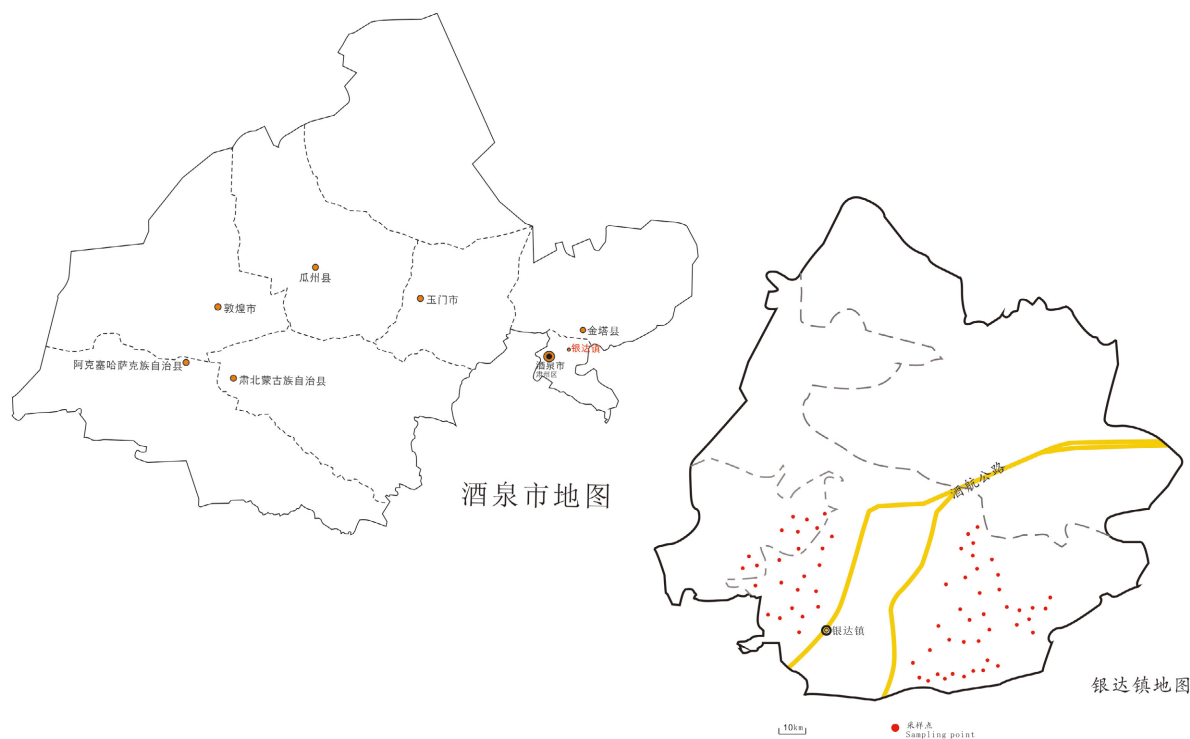 瓜州县
敦煌市
玉门市
金塔县
银达镇
酒泉市
肃州区
阿克塞哈萨克族自治县
肃北蒙古族自治县
酒泉市地图
酒航公路
银达镇
银达镇地图
10km
采样点
Sampling point